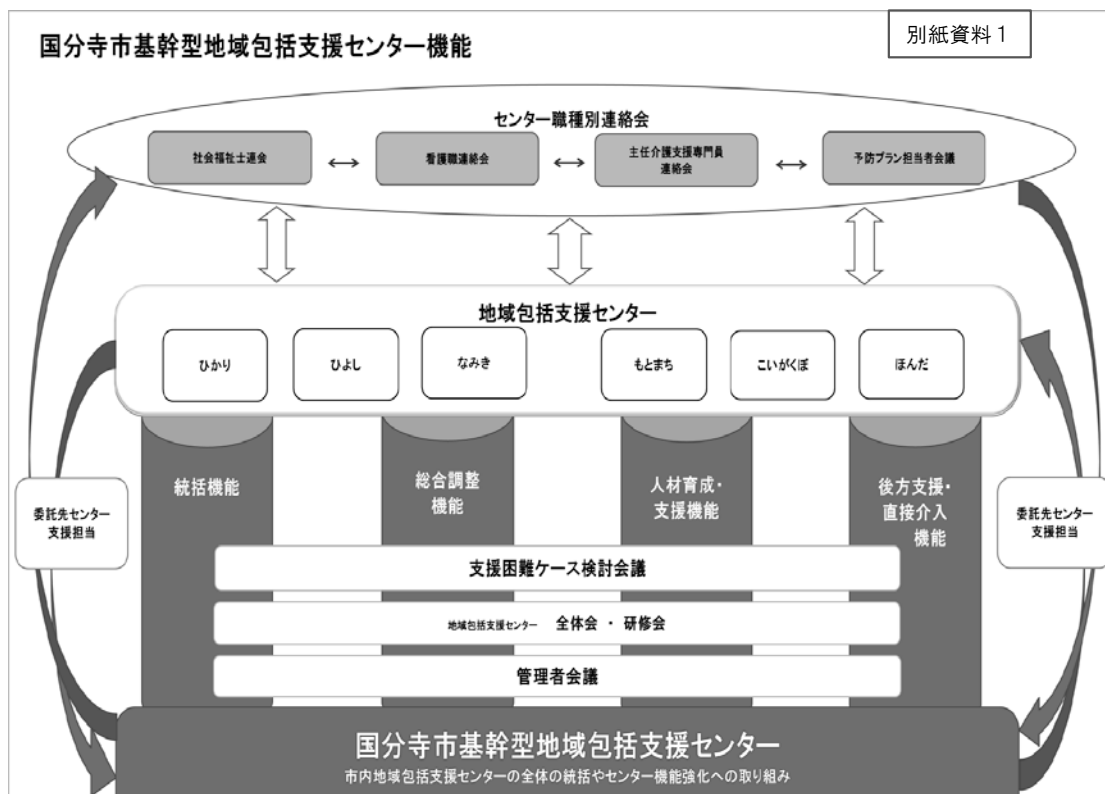 別紙資料1
国分寺市基幹型地域包括支援センター機能
センター職種別連絡会
社会福祉士連会
看護職連絡会
主任介護支援専門員
連絡会
予防プラン担当者会議
地域包括支援センター
ひかり
ひよし
なみき
もとまち
こいがくぼ
ほんだ
統括機能
総合調整
機能
人材育成・
支援機能
後方支援・
直接介入
機能
委託先センター
支援担当
委託先センター
支援担当
支援困難ケース検討会議
地域包括支援センター 全体会 ・ 研修会
管理者会議
国分寺市基幹型地域包括支援センター
市内地域包括支援センターの全体の統括やセンター機能強化への取り組み